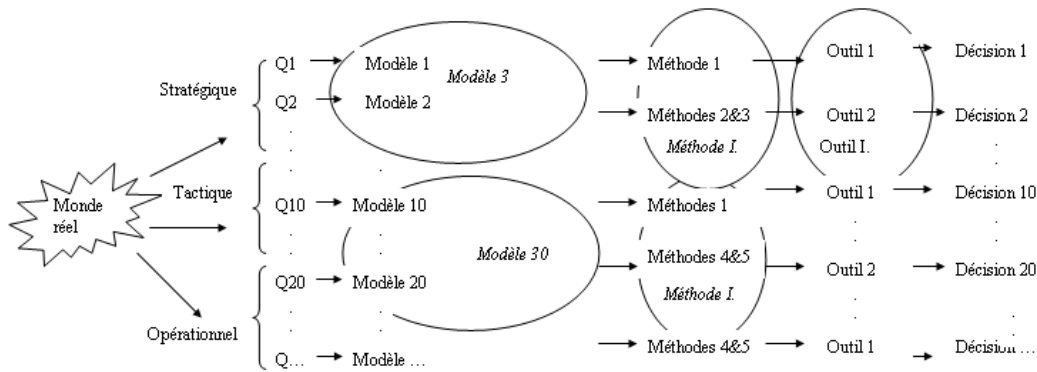 Q1 Modèle 1 Modèle 3 Méthode 1 Outil 1 Décision 1
Stratégique
Q2 Modèle 2 Méthodes 2&3 Outil 2 Décision 2
Méthode I. Outil I.
Tactique
Monde
réel
Q10 Modèle 10 Méthodes 1 Outil 1 Décision 10
Modèle 30 Méthodes 4&5
Q20 Modèle 20 Outil 2 Décision 20
Méthode I.
Opérationnel
Q... Modèle ... Méthodes 4&5 Outil 1 Décision ...